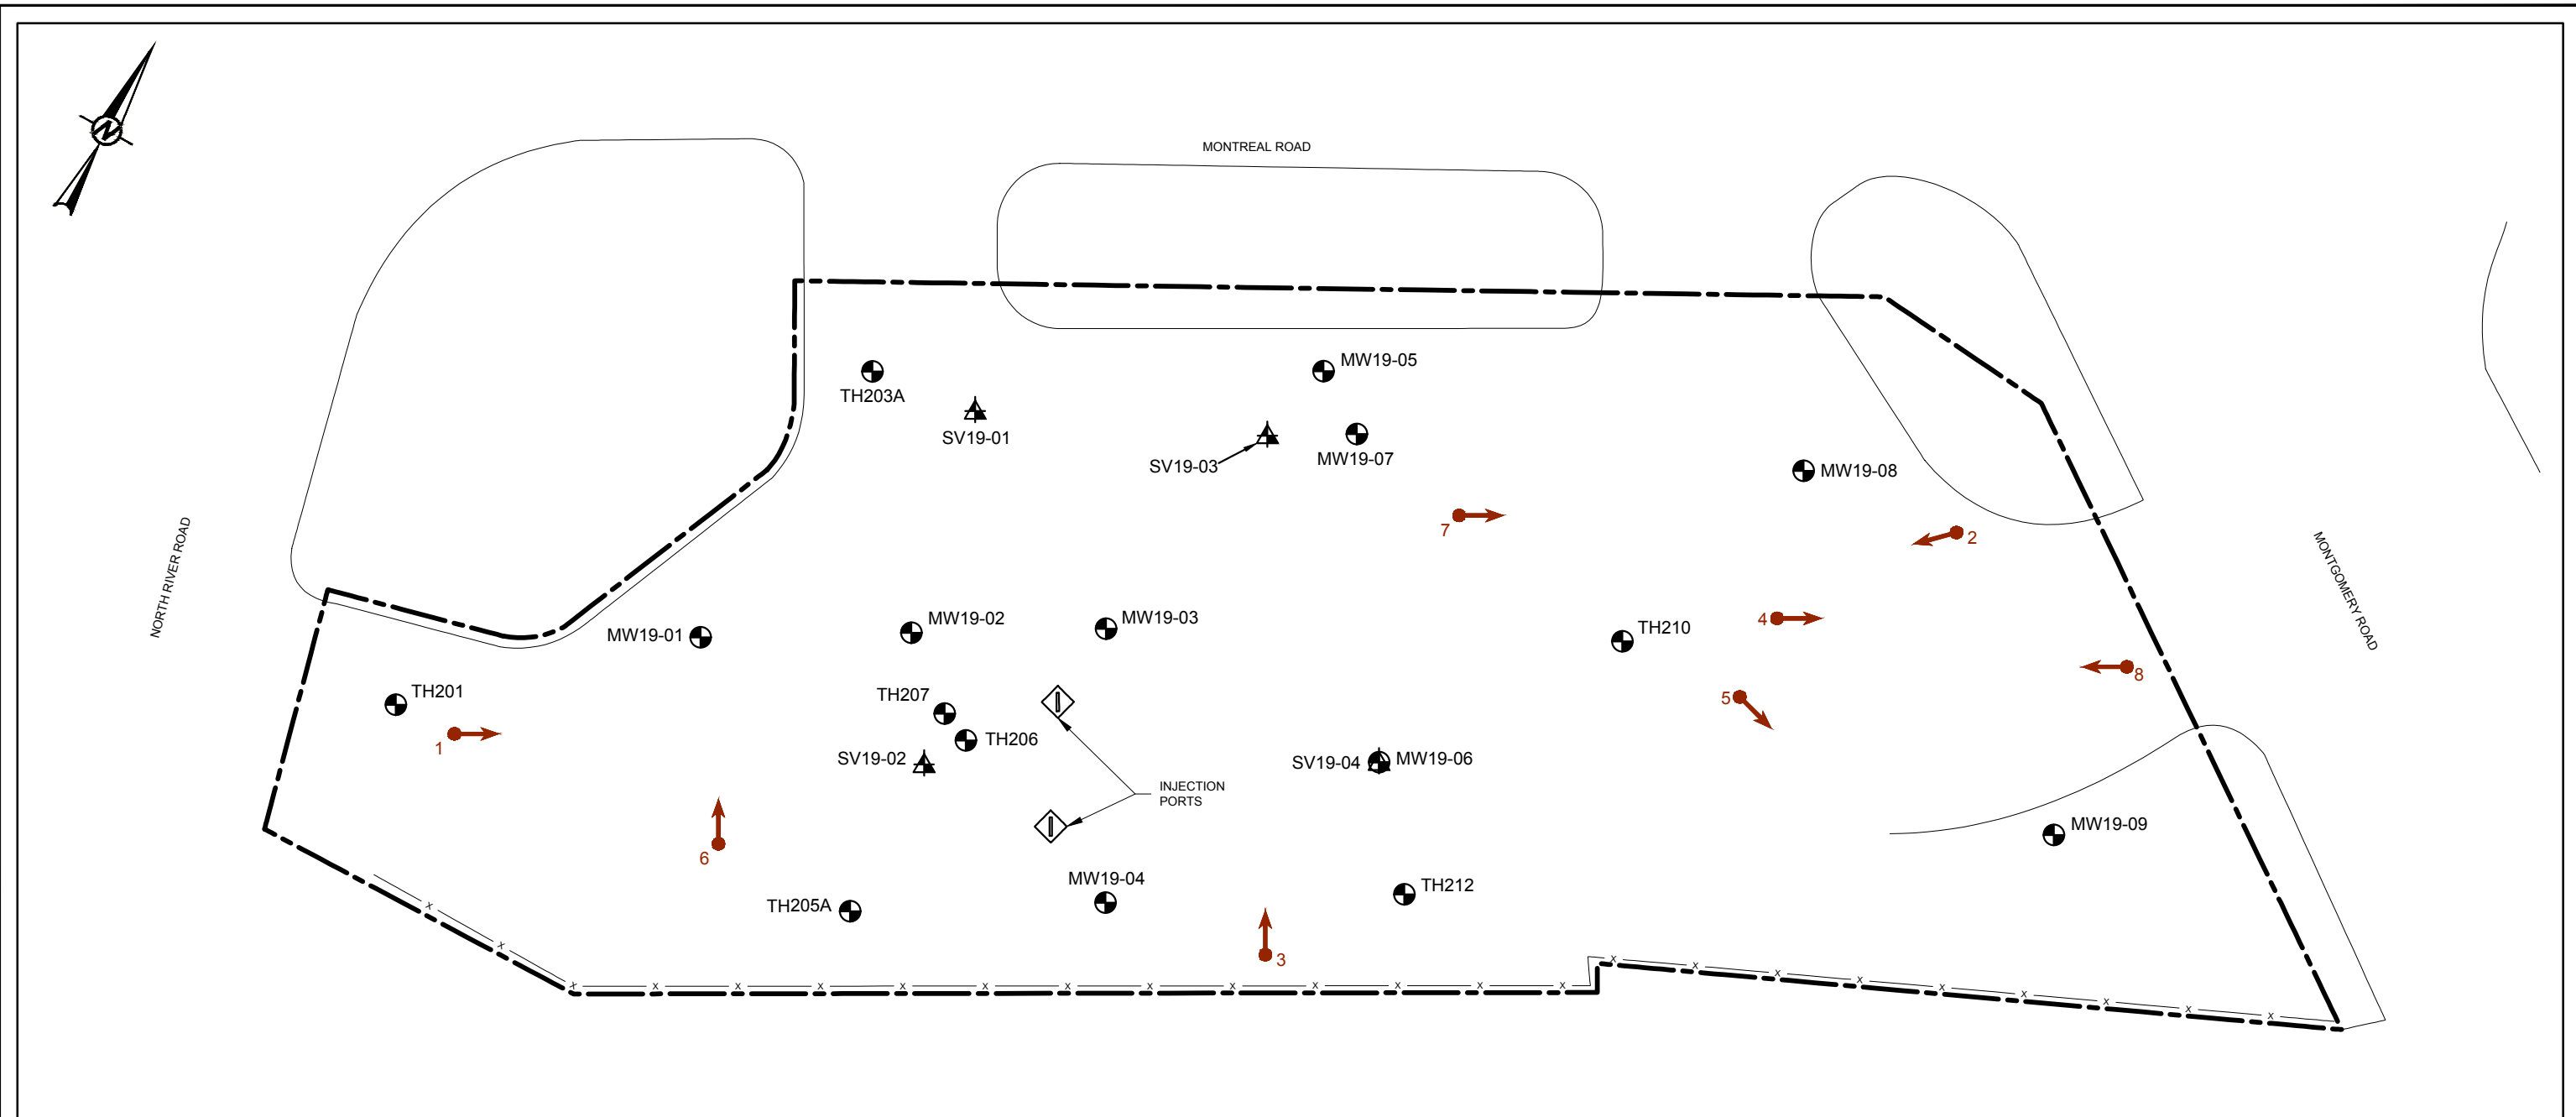 N
MONTREAL ROAD
MW19-05
TH203A
SV19-01
SV19-03
MW19-07
MW19-08
7
2
NORTH RIVER ROAD
MONTGOMERY ROAD
MW19-01
MW19-02
MW19-03
4
TH210
8
TH201
TH207
5
1
TH206
SV19-02
SV19-04
MW19-06
INJECTION
PORTS
6
MW19-09
MW19-04
TH212
TH205A
3
x x x x x x x x x x x x x x x x x x x x x x x x